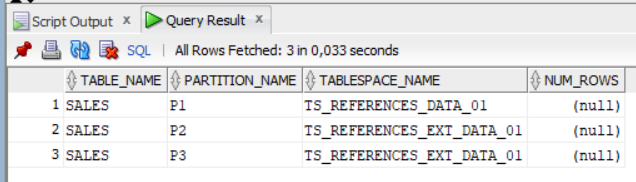 Script Output x Query Result x
SQL | All Rows Fetched: 3 in 0,033 seconds
TABLE_NAME PARTITION_NAME TABLESPACE_NAME NUM_ROWS
1 SALES P1 TS_REFERENCES_DATA_01 (null)
2 SALES P2 TS_REFERENCES_EXT_DATA_01 (null)
3 SALES P3 TS_REFERENCES_EXT_DATA_01 (null)